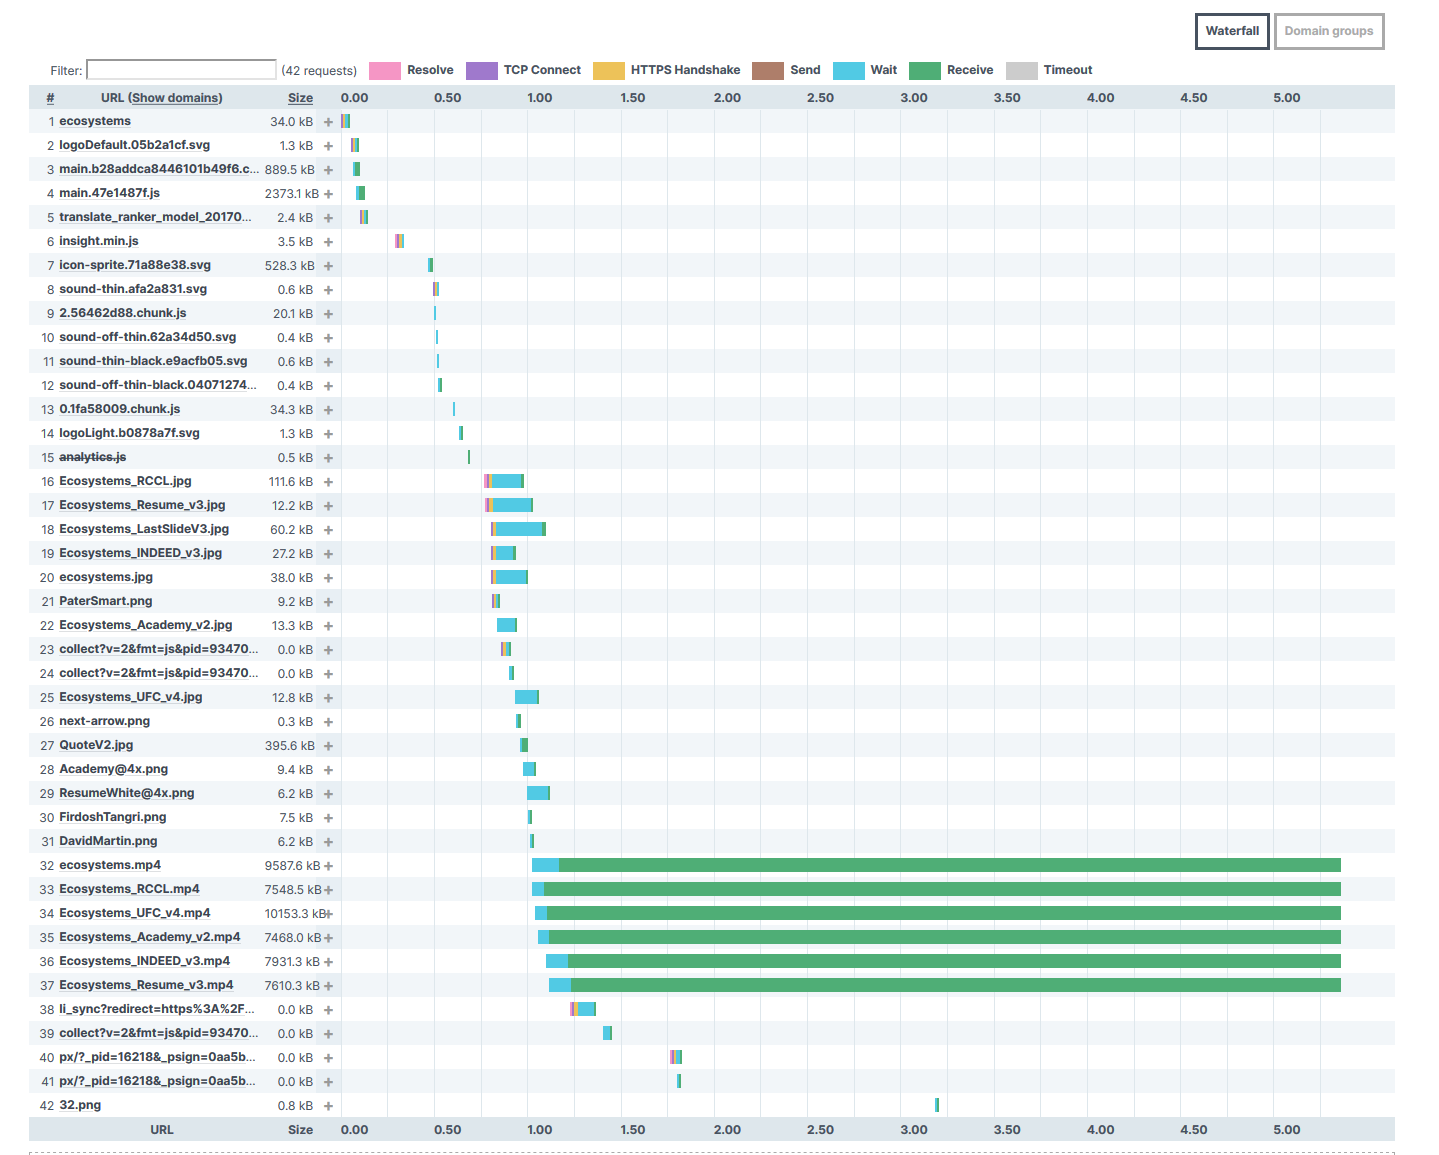 Waterfall Domain groups
Filter: (42 requests) Resolve TCP Connect HTTPS Handshake Send Wait Receive Timeout
# URL (Show domains) Size 0.00 0.50 1.00 1.50 2.00 2.50 3.00 3.50 4.00 4.50 5.00
1 ecosystems 34.0 kB +
2 logoDefault.05b2a1cf.svg 1.3 kB +
3 main.b28addca8446101b49f6.c... 889.5 kB +
4 main.47e1487f.js 2373.1 kB +
5 translate_ranker_model_20170... 2.4 kB +
6 insight.min.js 3.5 kB +
7 icon-sprite.71a88e38.svg 528.3 kB +
8 sound-thin.afa2a831.svg 0.6 kB +
9 2.56462d88.chunk.js 20.1 kB +
10 sound-off-thin.62a34d50.svg 0.4 kB +
11 sound-thin-black.e9acfb05.svg 0.6 kB +
12 sound-off-thin-black.04071274... 0.4 kB +
13 0.1fa58009.chunk.js 34.3 kB +
14 logoLight.b0878a7f.svg 1.3 kB +
15 analytics.js 0.5 kB +
16 Ecosystems_RCCL.jpg 111.6 kB +
17 Ecosystems_Resume_v3.jpg 12.2 kB +
18 Ecosystems_LastSlideV3.jpg 60.2 kB +
19 Ecosystems_INDEED_v3.jpg 27.2 kB +
20 ecosystems.jpg 38.0 kB +
21 PaterSmart.png 9.2 kB +
22 Ecosystems_Academy_v2.jpg 13.3 kB +
23 collect?v=2&fmt=js&pid=93470... 0.0 kB +
24 collect?v=2&fmt=js&pid=93470... 0.0 kB +
25 Ecosystems_UFC_v4.jpg 12.8 kB +
26 next-arrow.png 0.3 kB +
27 QuoteV2.jpg 395.6 kB +
28 Academy@4x.png 9.4 kB +
29 ResumeWhite@4x.png 6.2 kB +
30 FirdoshTangri.png 7.5 kB +
31 DavidMartin.png 6.2 kB +
32 ecosystems.mp4 9587.6 kB +
33 Ecosystems_RCCL.mp4 7548.5 kB +
34 Ecosystems_UFC_v4.mp4 10153.3 kB +
35 Ecosystems_Academy_v2.mp4 7468.0 kB +
36 Ecosystems_INDEED_v3.mp4 7931.3 kB +
37 Ecosystems_Resume_v3.mp4 7610.3 kB +
38 li_sync?redirect=https%3A%2F... 0.0 kB +
39 collect?v=2&fmt=js&pid=93470... 0.0 kB +
40 px/?_pid=16218&_psign=0aa5b... 0.0 kB +
41 px/?_pid=16218&_psign=0aa5b... 0.0 kB +
42 32.png 0.8 kB +
URL Size 0.00 0.50 1.00 1.50 2.00 2.50 3.00 3.50 4.00 4.50 5.00